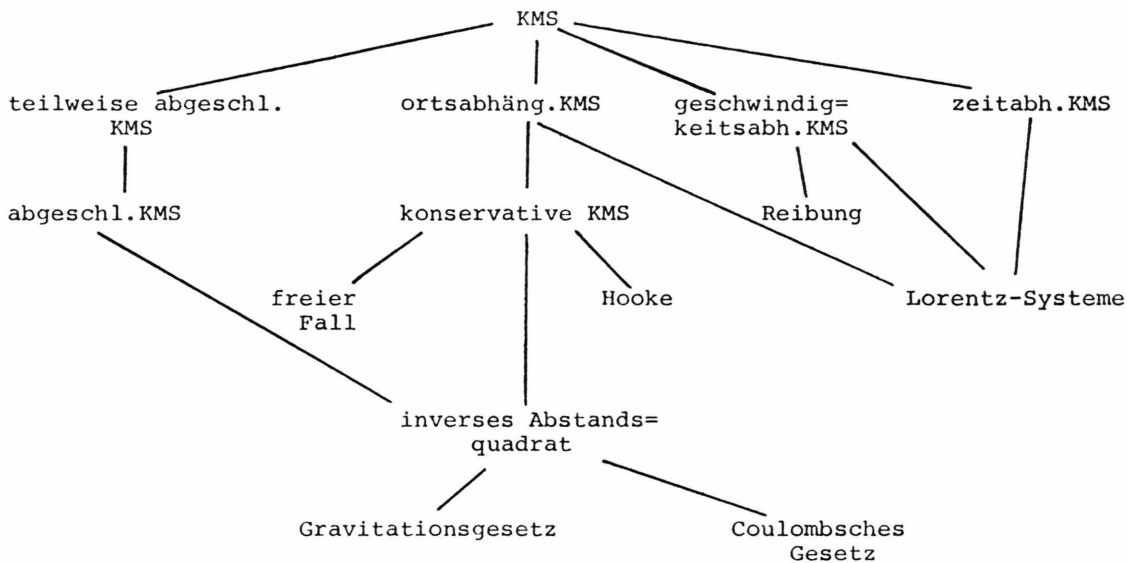 KMS
teilweise abgeschl.
KMS
ortsabhäng.KMS
geschwindig=
keitsabh.KMS
zeitabh.KMS
abgeschl.KMS
konservative KMS
Reibung
freier
Fall
Hooke
Lorentz-Systeme
inverses Abstands=
quadrat
Gravitationsgesetz
Coulombsches
Gesetz